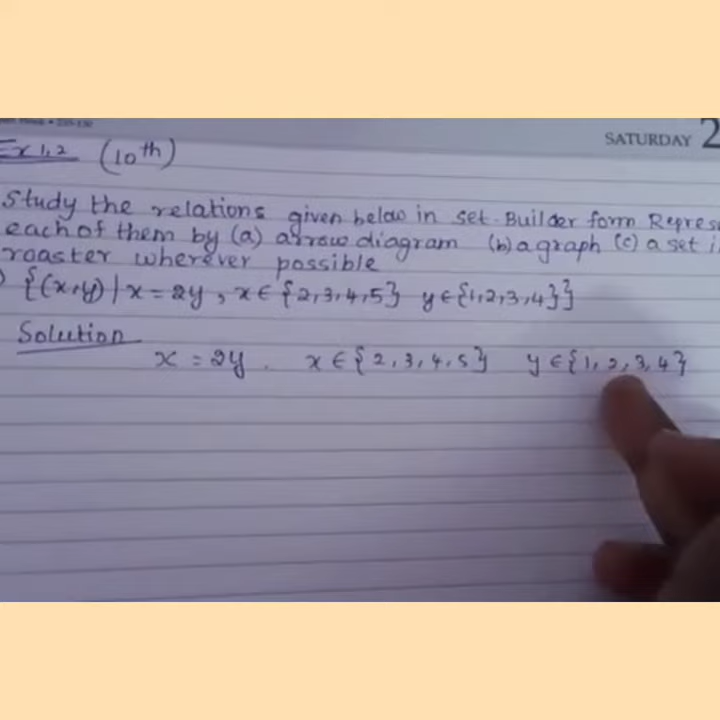 SATURDAY 2
Ex 1,2 (10th)
Study the relations given below in set-Builder form Repres
each of them by (a) arrow diagram (b) a graph (c) a set i
roaster wherever possible
) {(x,y) | x = 2y, x ∈ {2,3,4,5} y ∈ {1,2,3,4}}
Solution
x = 2y. x ∈ {2, 3, 4, 5} y ∈ {1, 2, 3, 4}